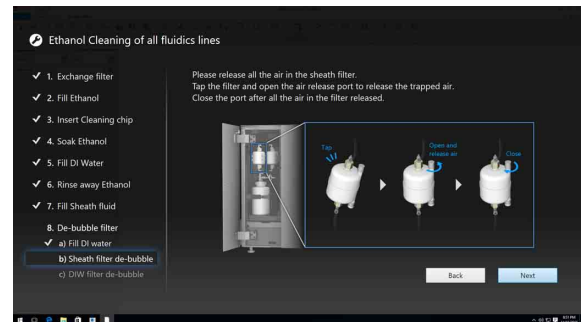 Ethanol Cleaning of all fluidics lines
✔ 1. Exchange filter
✔ 2. Fill Ethanol
✔ 3. Insert Cleaning chip
✔ 4. Soak Ethanol
✔ 5. Fill DI Water
✔ 6. Rinse away Ethanol
✔ 7. Fill Sheath fluid
8. De-bubble filter
✔ a) Fill DI water
b) Sheath filter de-bubble
c) DIW filter de-bubble
Please release all the air in the sheath filter.
Tap the filter and open the air release port to release the trapped air.
Close the port after all the air in the filter released.
Tap
Open and
release air
Close
Back
Next